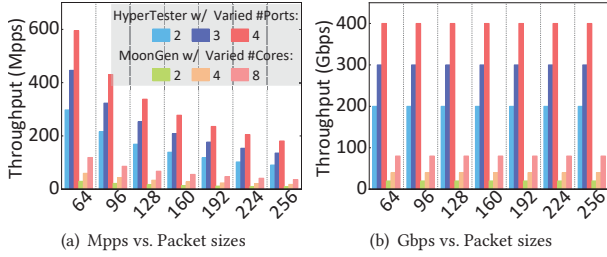 HyperTester w/ Varied #Ports:
2 3 4
MoonGen w/ Varied #Cores:
2 4 8
Throughput (Mpps)
600
400
200
0
64 96 128 160 192 224 256
(a) Mpps vs. Packet sizes
Throughput (Gbps)
400
300
200
100
0
64 96 128 160 192 224 256
(b) Gbps vs. Packet sizes